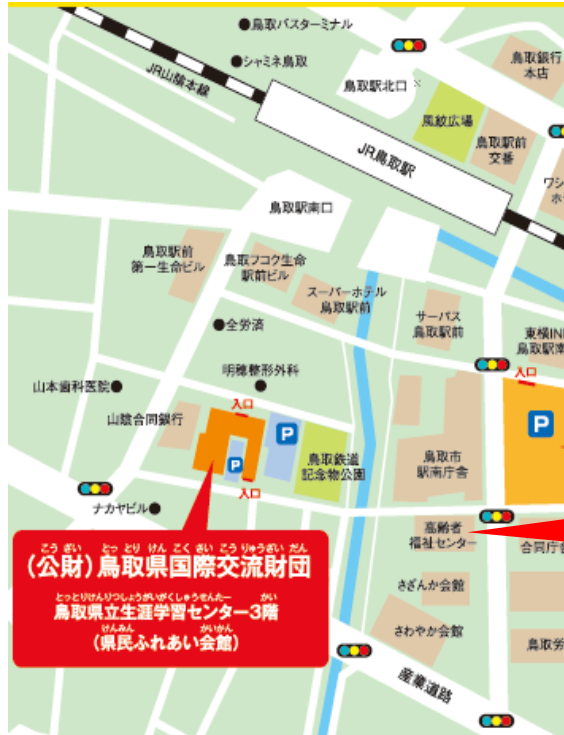 鳥取バスターミナル
鳥取銀行
本店
シャミネ鳥取
JR山陰本線
鳥取駅北口
風紋広場
鳥取駅前
交番
JR鳥取駅
ワシ
ホ
鳥取駅南口
鳥取駅前
第一生命ビル
鳥取フコク生命
駅前ビル
スーパーホテル
鳥取駅前
サーパス
鳥取駅前
東横IN
鳥取駅南
全労済
明穂整形外科
山本歯科医院
入口
入口
山陰合同銀行
P
P
P
鳥取鉄道
記念物公園
鳥取市
駅南庁舎
入口
ナカヤビル
高齢者
福祉センター
合同庁舎
こうざい とっとりけんこくさいこうりゅうざいだん
(公財)鳥取県国際交流財団
とっとりけんりつしょうがいがくしゅうせんたー がい
鳥取県立生涯学習センター3階
けんみん かいかん
(県民ふれあい会館)
さざんか会館
さわやか会館
鳥取労
産業道路